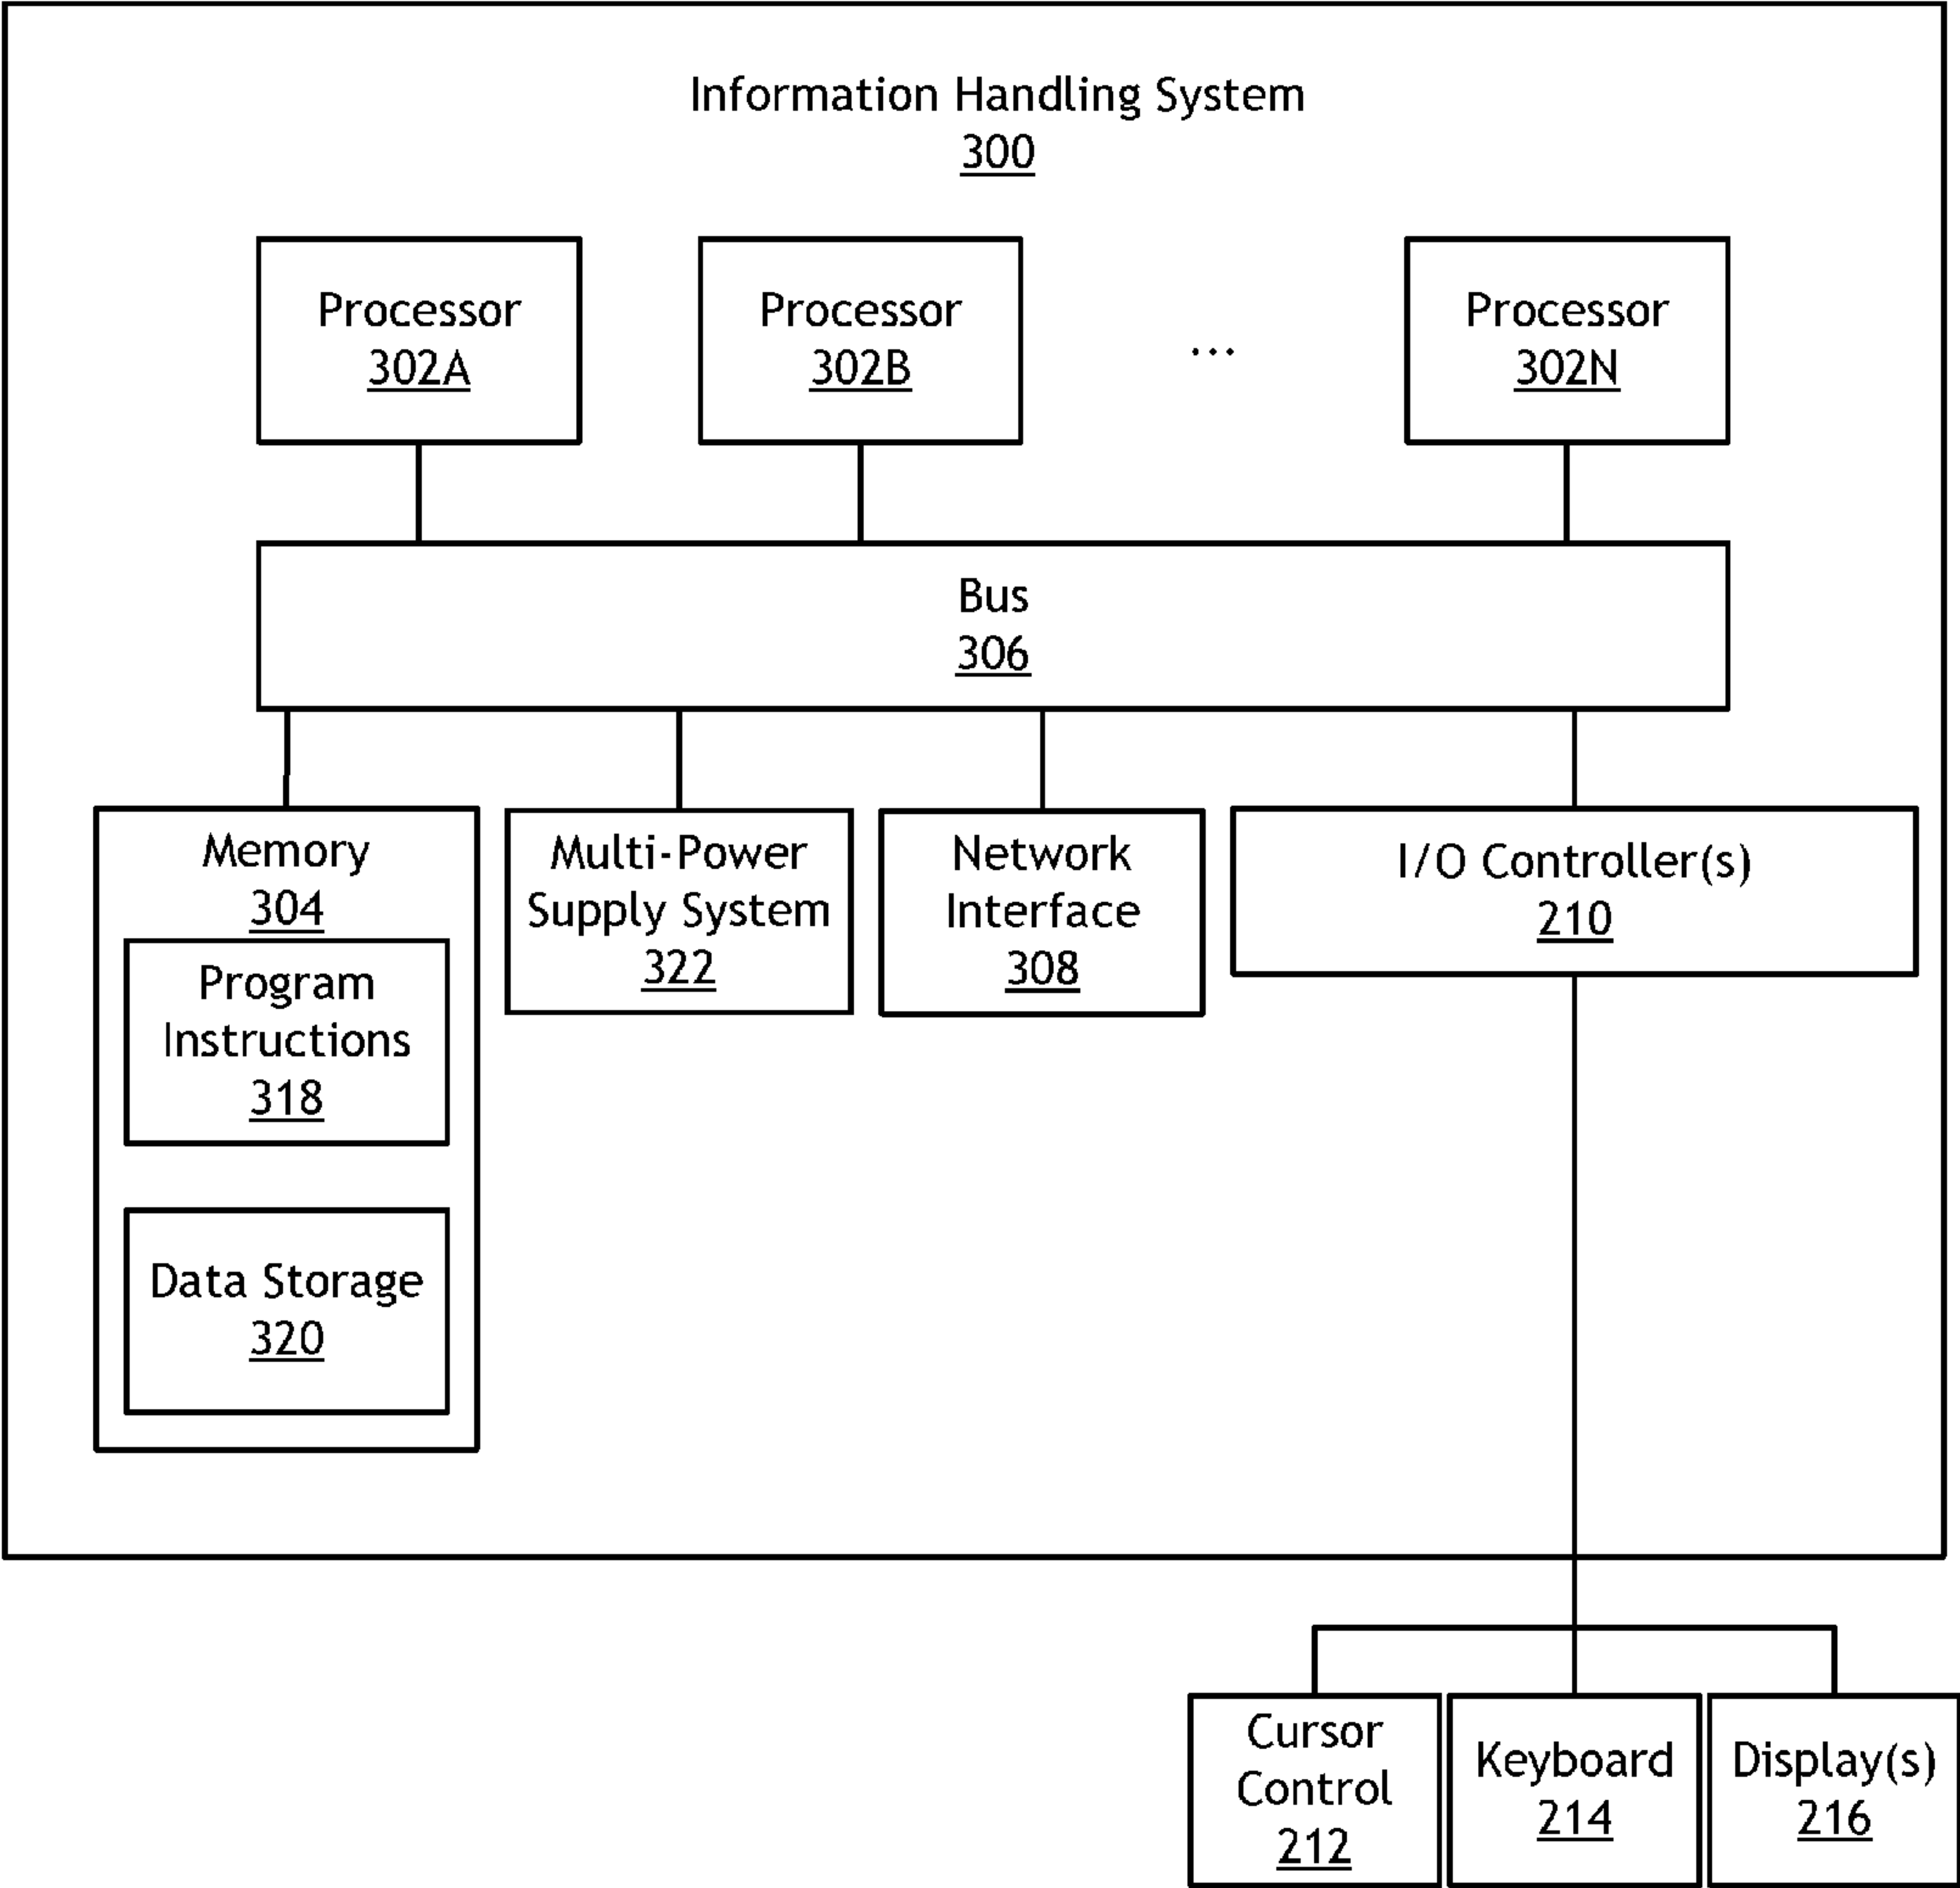 Information Handling System
300
Processor
302A
Processor
302B
...
Processor
302N
Bus
306
Memory
304
Program
Instructions
318
Data Storage
320
Multi-Power
Supply System
322
Network
Interface
308
I/O Controller(s)
210
Cursor
Control
212
Keyboard
214
Display(s)
216